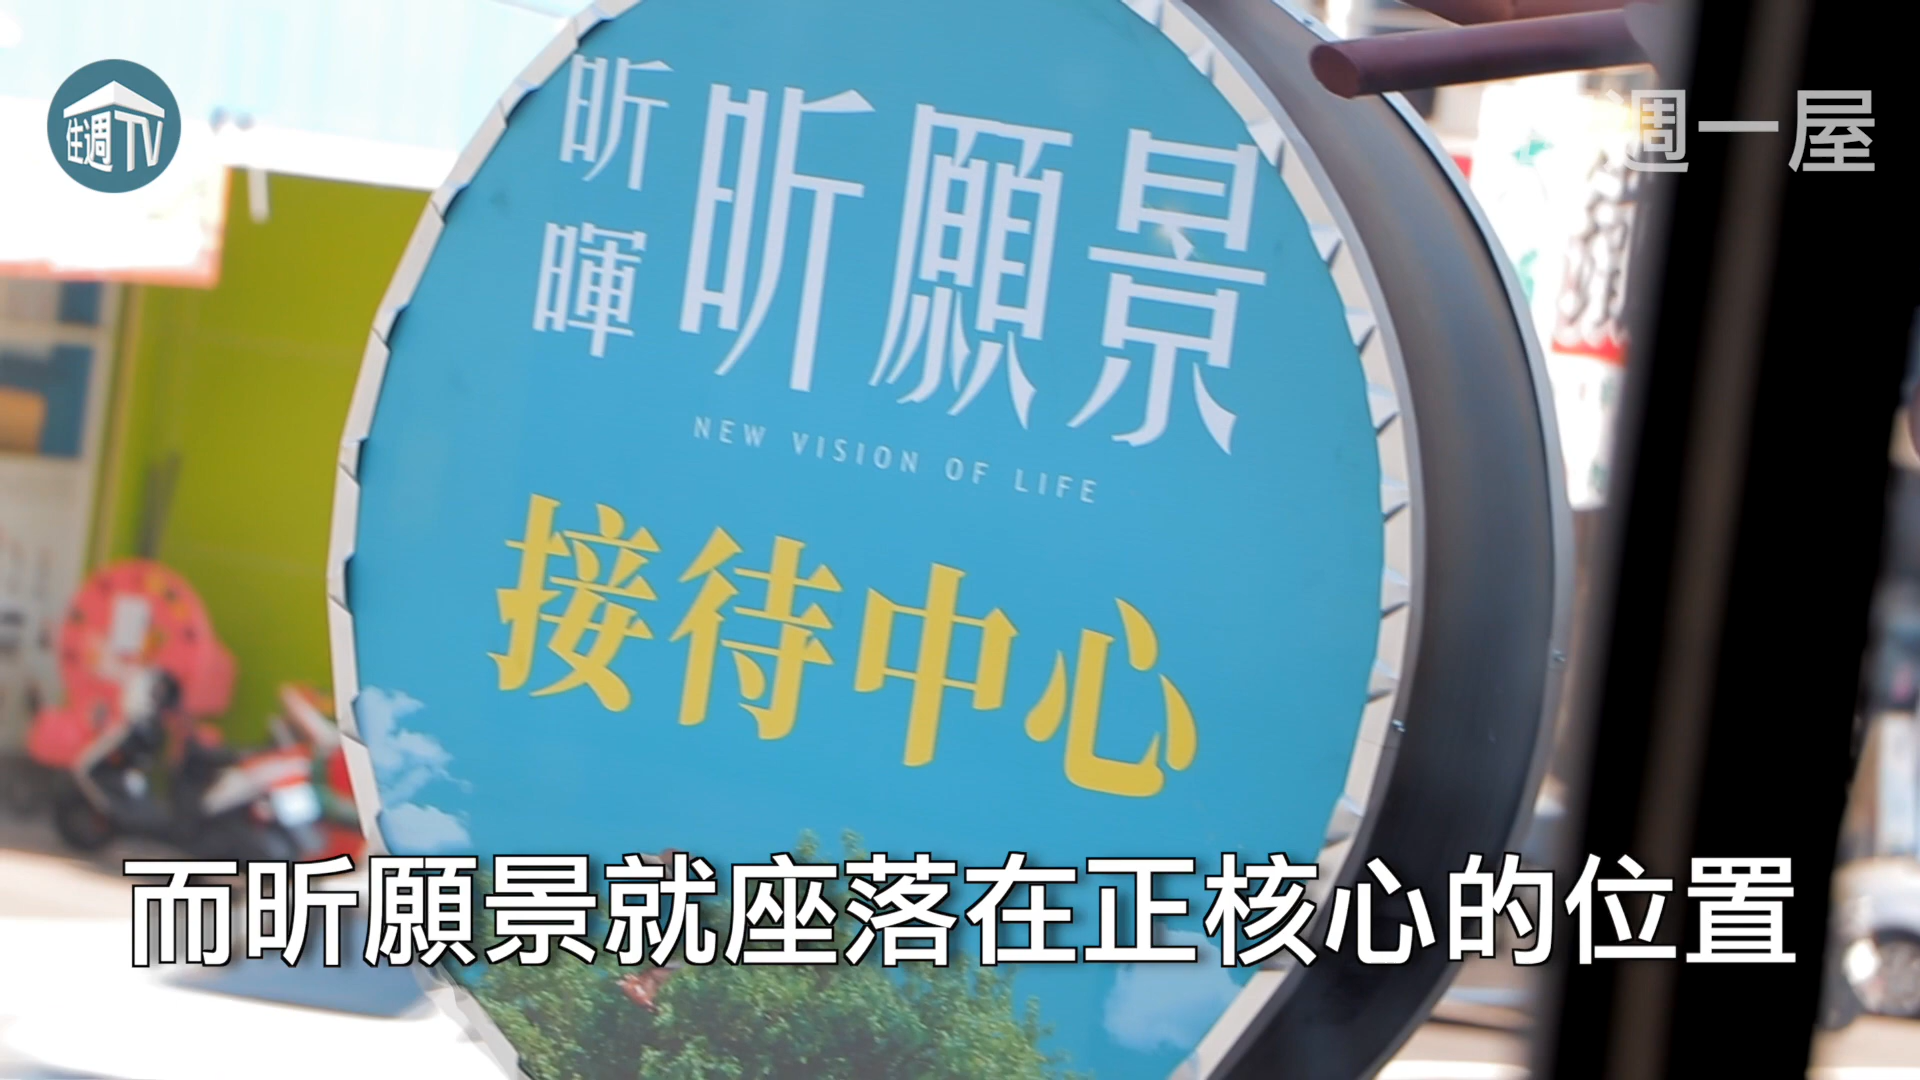 住週TV
週一屋
昕暉
昕願景
NEW VISION OF LIFE
接待中心
而昕願景就座落在正核心的位置